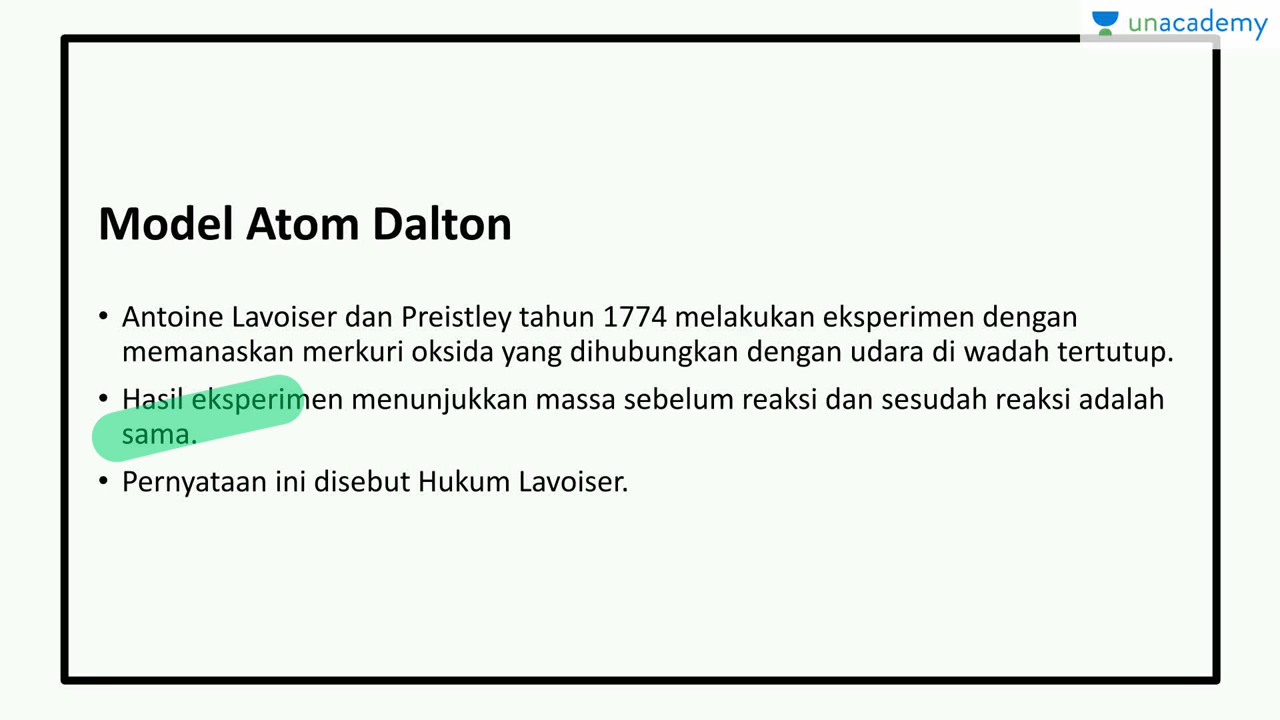 unacademy
Model Atom Dalton
• Antoine Lavoiser dan Preistley tahun 1774 melakukan eksperimen dengan
memanaskan merkuri oksida yang dihubungkan dengan udara di wadah tertutup.
• Hasil eksperimen menunjukkan massa sebelum reaksi dan sesudah reaksi adalah
sama.
• Pernyataan ini disebut Hukum Lavoiser.